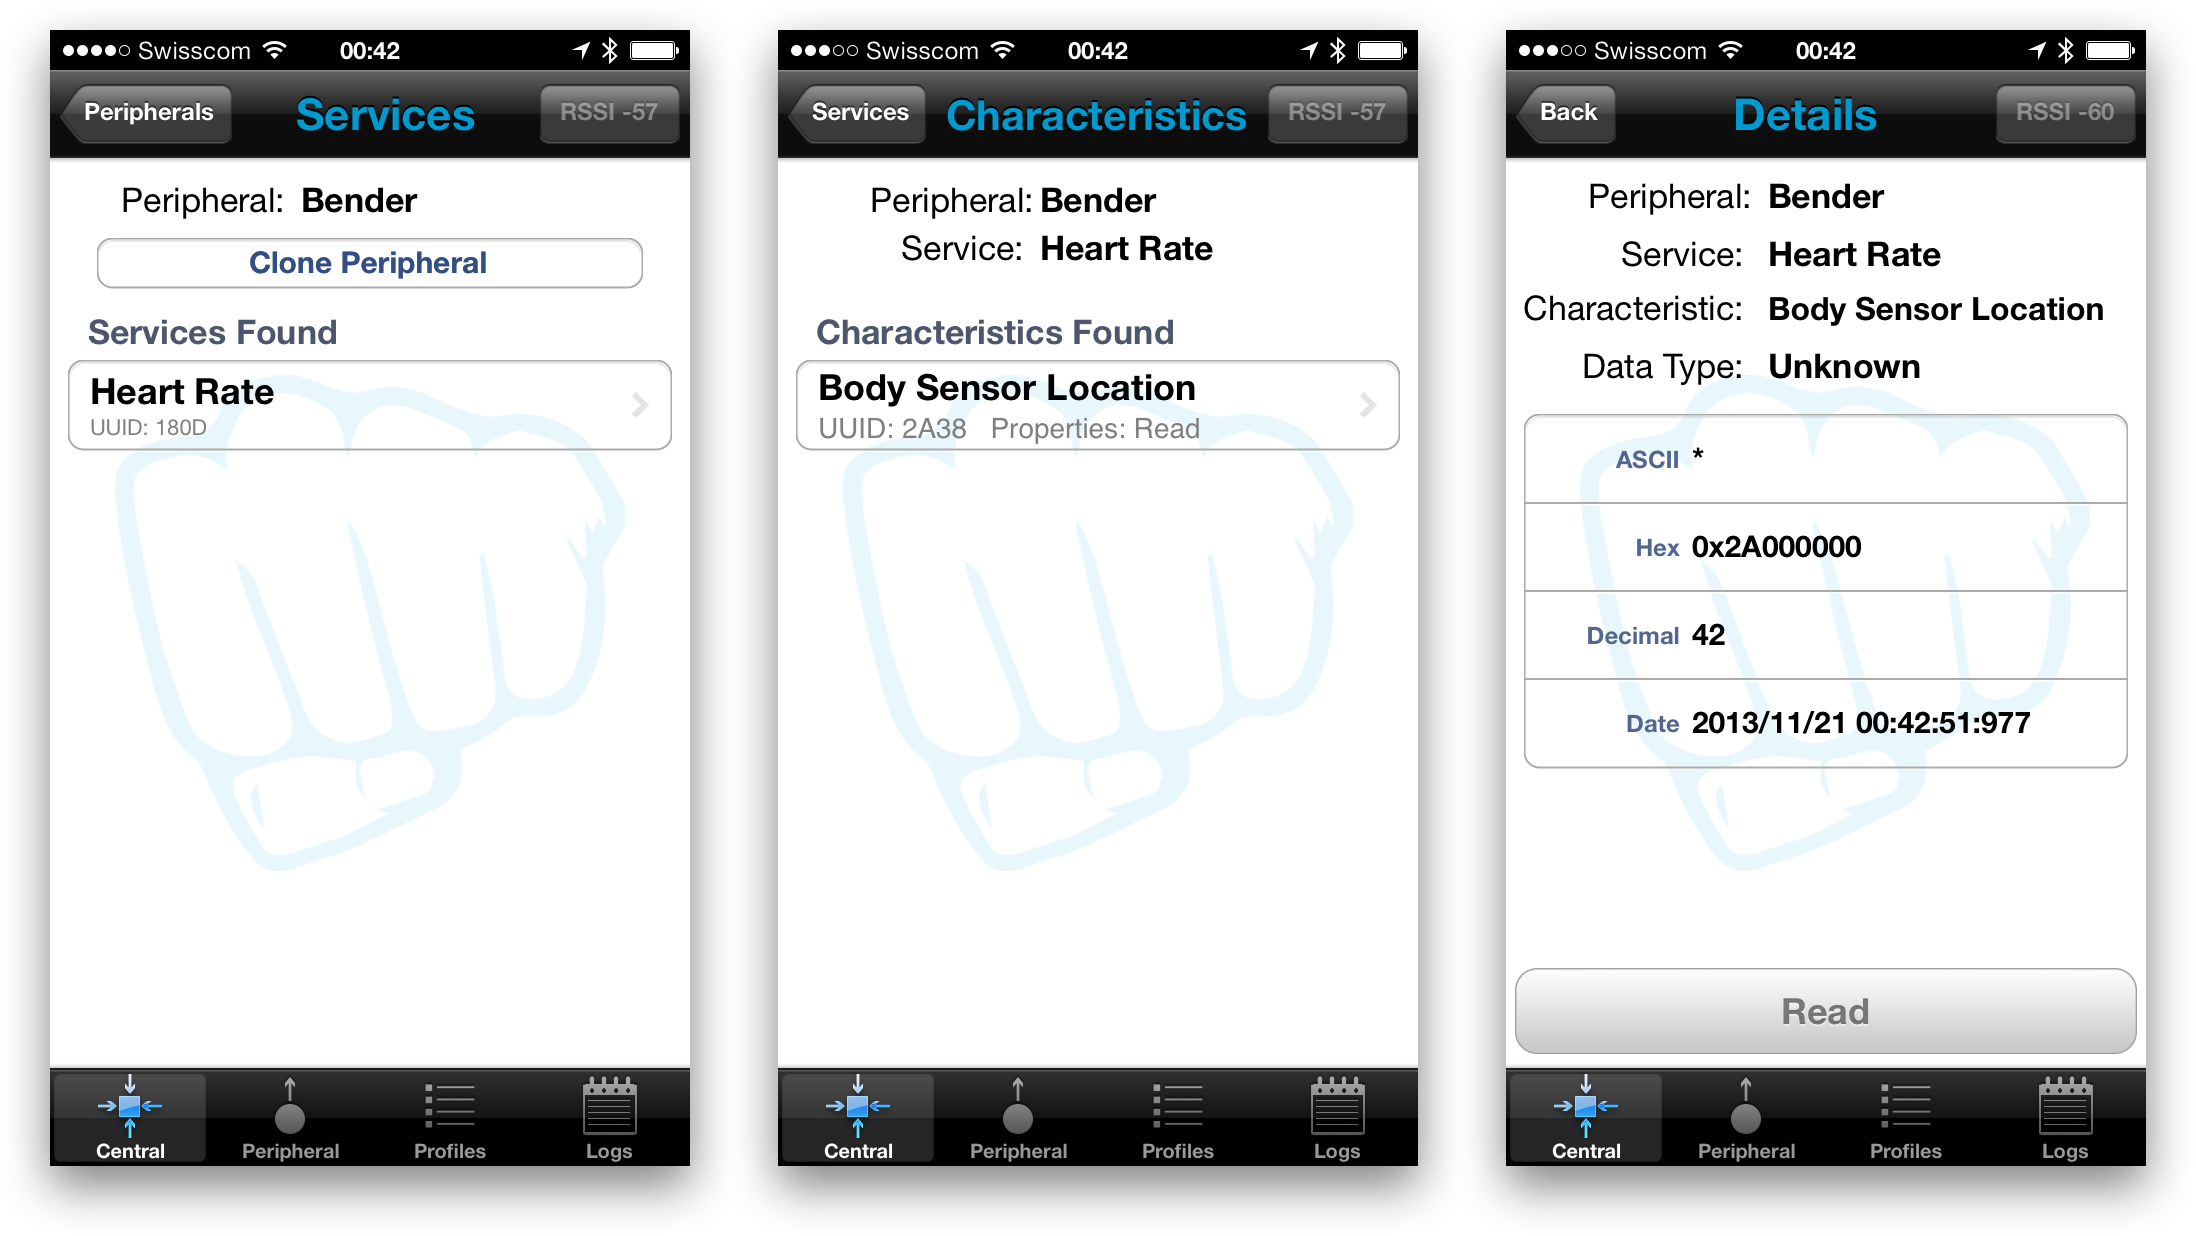 Swisscom 00:42
Peripherals Services RSSI -57
Peripheral: Bender
Clone Peripheral
Services Found
Heart Rate
UUID: 180D
Central Peripheral Profiles Logs
Swisscom 00:42
Services Characteristics RSSI -57
Peripheral: Bender
Service: Heart Rate
Characteristics Found
Body Sensor Location
UUID: 2A38 Properties: Read
Central Peripheral Profiles Logs
Swisscom 00:42
Back Details RSSI -60
Peripheral: Bender
Service: Heart Rate
Characteristic: Body Sensor Location
Data Type: Unknown
ASCII *
Hex 0x2A000000
Decimal 42
Date 2013/11/21 00:42:51:977
Read
Central Peripheral Profiles Logs